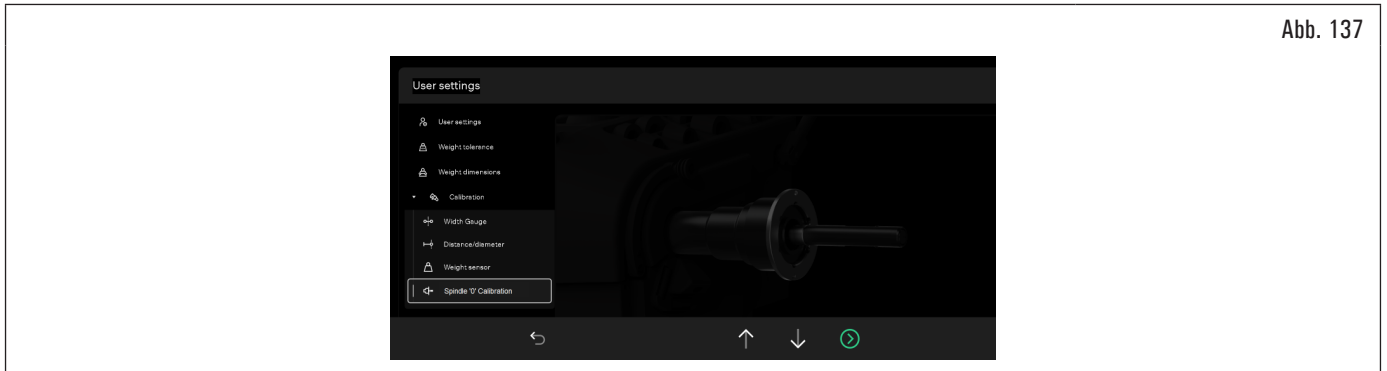 Abb. 137
User settings
User settings
Weight tolerance
Weight dimensions
Calibration
Width Gauge
Distance/diameter
Weight sensor
Spindle '0' Calibration